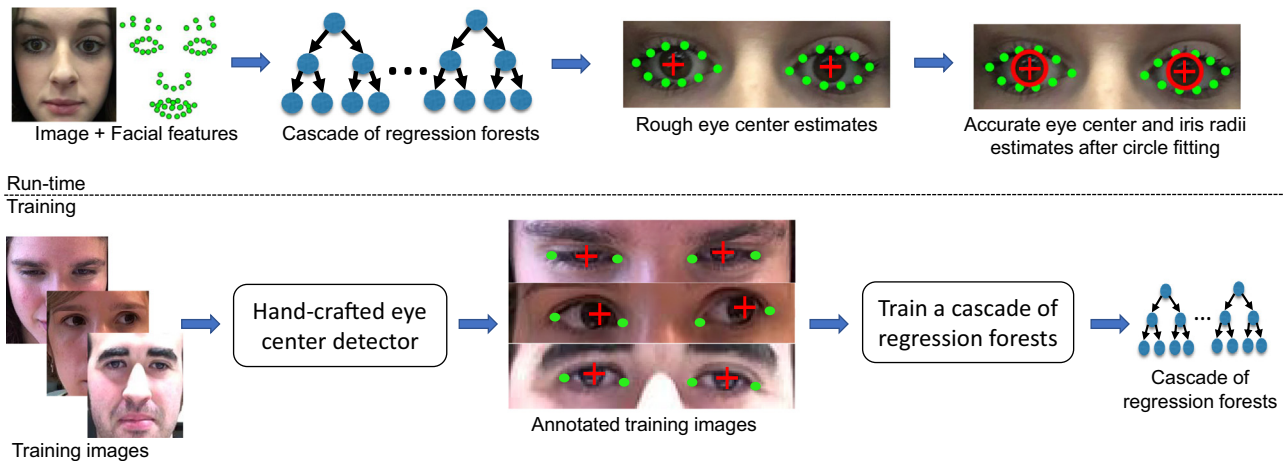 Image + Facial features
Cascade of regression forests
Rough eye center estimates
Accurate eye center and iris radii
estimates after circle fitting
Run-time
Training
Hand-crafted eye
center detector
Train a cascade of
regression forests
Training images
Annotated training images
Cascade of
regression forests